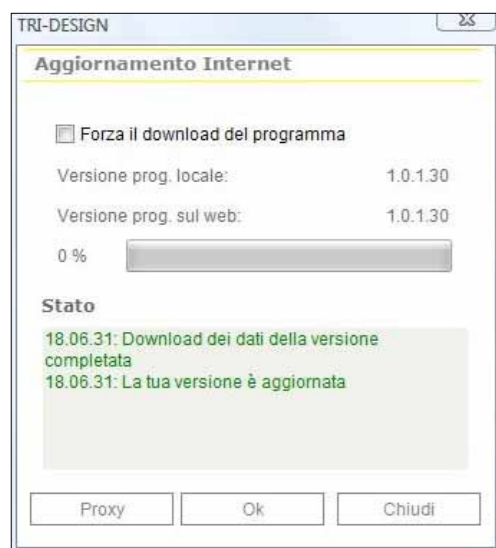 TRI-DESIGN
Aggiornamento Internet
Forza il download del programma
Versione prog. locale: 1.0.1.30
Versione prog. sul web: 1.0.1.30
0 %
Stato
18.06.31: Download dei dati della versione
completata
18.06.31: La tua versione è aggiornata
Proxy Ok Chiudi